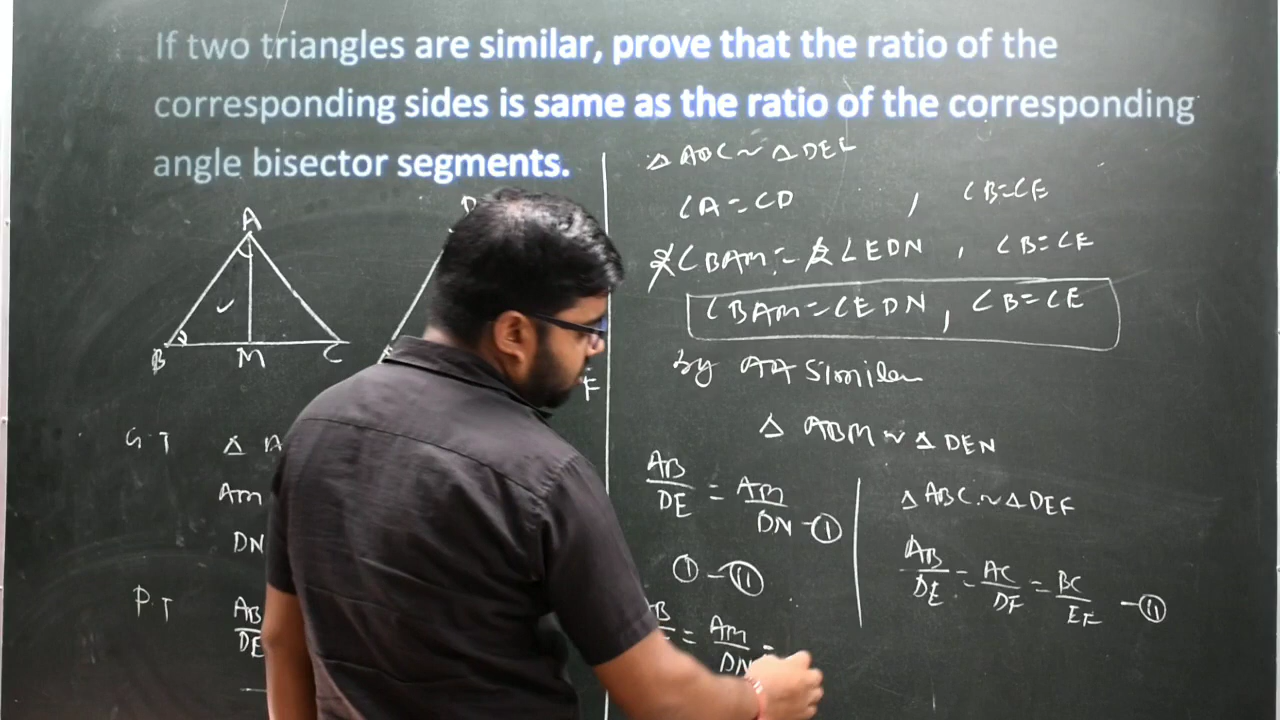 If two triangles are similar, prove that the ratio of the
corresponding sides is same as the ratio of the corresponding
angle bisector segments.
A
B M C
D
F
G.T Δ A
AM
DN
P.T AB
DE
Δ ABC ~ Δ DEF
∠A = ∠D , ∠B = ∠E
∠BAM = ∠EDN , ∠B = ∠E
∠BAM = ∠EDN , ∠B = ∠E
by AA Similar
Δ ABM ~ Δ DEN
AB/DE = AM/DN - ①
① - ⑪
B = AM/DN =
Δ ABC ~ Δ DEF
AB/DE = AC/DF = BC/EF - ⑪